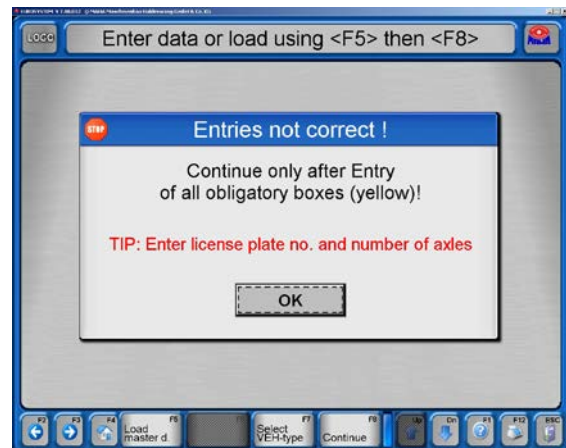 LOGO
Enter data or load using <F5> then <F8>
MAHA
STOP
Entries not correct !
Continue only after Entry
of all obligatory boxes (yellow)!
TIP: Enter license plate no. and number of axles
OK
F2
F3
F4
F5
Load
master d.
F7
Select
VEH-type
F8
Continue
Up
Dn
F1
F12
ESC